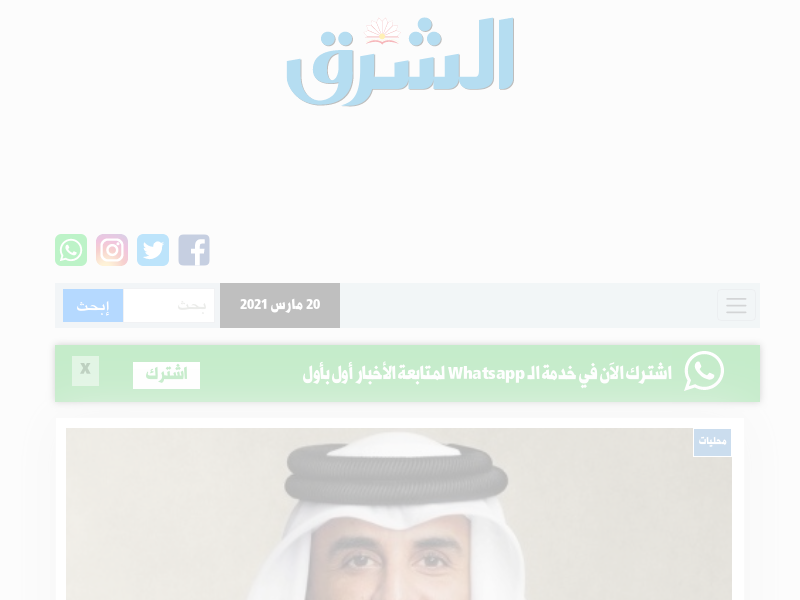 الشرق
20 مارس 2021
بحث
إبحث
اشترك الآن في خدمة الـ Whatsapp لمتابعة الأخبار أول بأول
اشترك
X
محليات